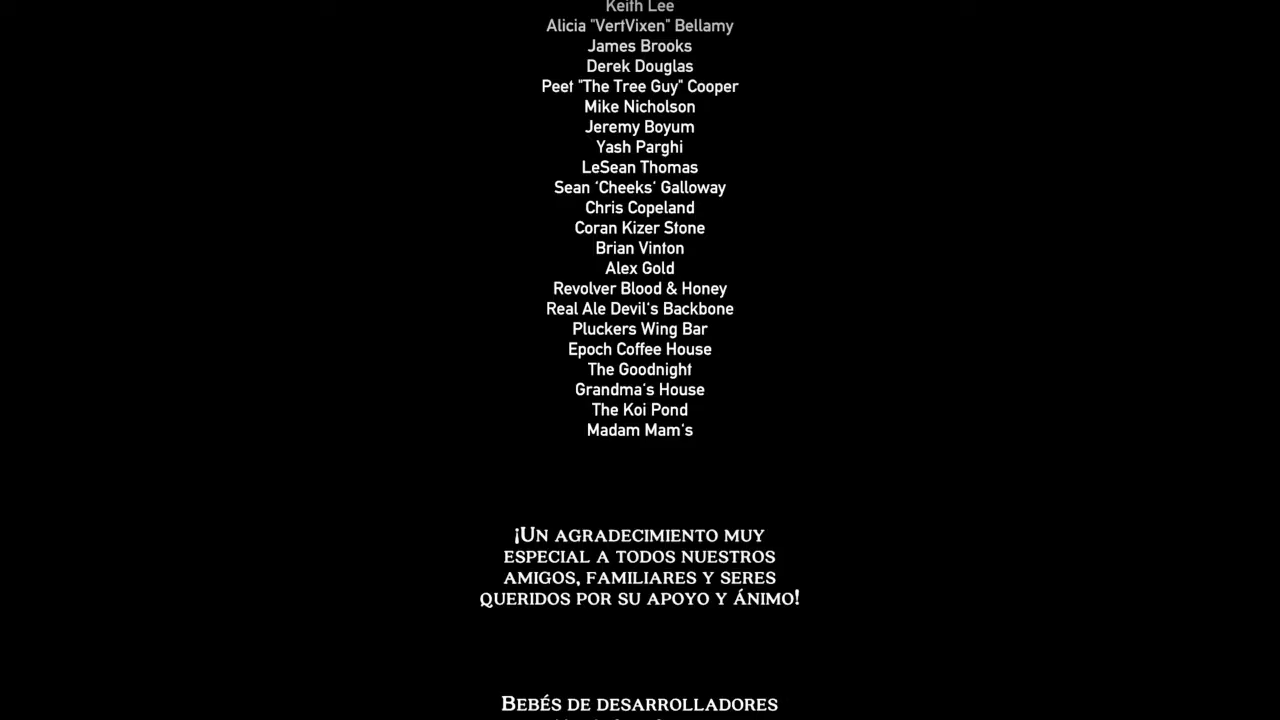 Keith Lee
Alicia "VertVixen" Bellamy
James Brooks
Derek Douglas
Peet "The Tree Guy" Cooper
Mike Nicholson
Jeremy Boyum
Yash Parghi
LeSean Thomas
Sean 'Cheeks' Galloway
Chris Copeland
Coran Kizer Stone
Brian Vinton
Alex Gold
Revolver Blood & Honey
Real Ale Devil's Backbone
Pluckers Wing Bar
Epoch Coffee House
The Goodnight
Grandma's House
The Koi Pond
Madam Mam's
¡Un agradecimiento muy
especial a todos nuestros
amigos, familiares y seres
queridos por su apoyo y ánimo!
Bebés de desarrolladores